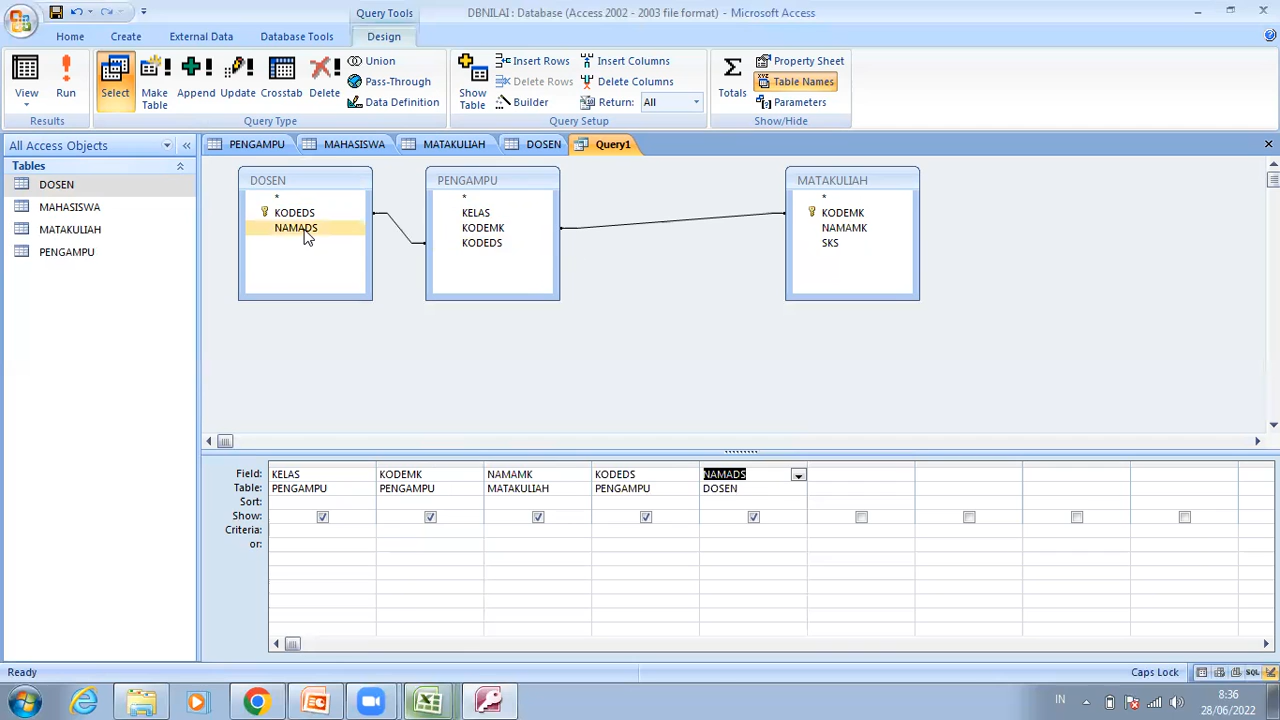 Query Tools
DBNILAI : Database (Access 2002 - 2003 file format) - Microsoft Access
Home Create External Data Database Tools Design
View
Run
Results
Select
Make Table
Append
Update
Crosstab
Delete
Union
Pass-Through
Data Definition
Query Type
Show Table
Insert Rows
Delete Rows
Builder
Insert Columns
Delete Columns
Return: All
Query Setup
Totals
Property Sheet
Table Names
Parameters
Show/Hide
All Access Objects
Tables
DOSEN
MAHASISWA
MATAKULIAH
PENGAMPU
PENGAMPU MAHASISWA MATAKULIAH DOSEN Query1
DOSEN
*
KODEDS
NAMADS
PENGAMPU
*
KELAS
KODEMK
KODEDS
MATAKULIAH
*
KODEMK
NAMAMK
SKS
Field: KELAS KODEMK NAMAMK KODEDS NAMADS
Table: PENGAMPU PENGAMPU MATAKULIAH PENGAMPU DOSEN
Sort:
Show:
Criteria:
or:
Ready
Caps Lock
SQL
IN
8:36
28/06/2022